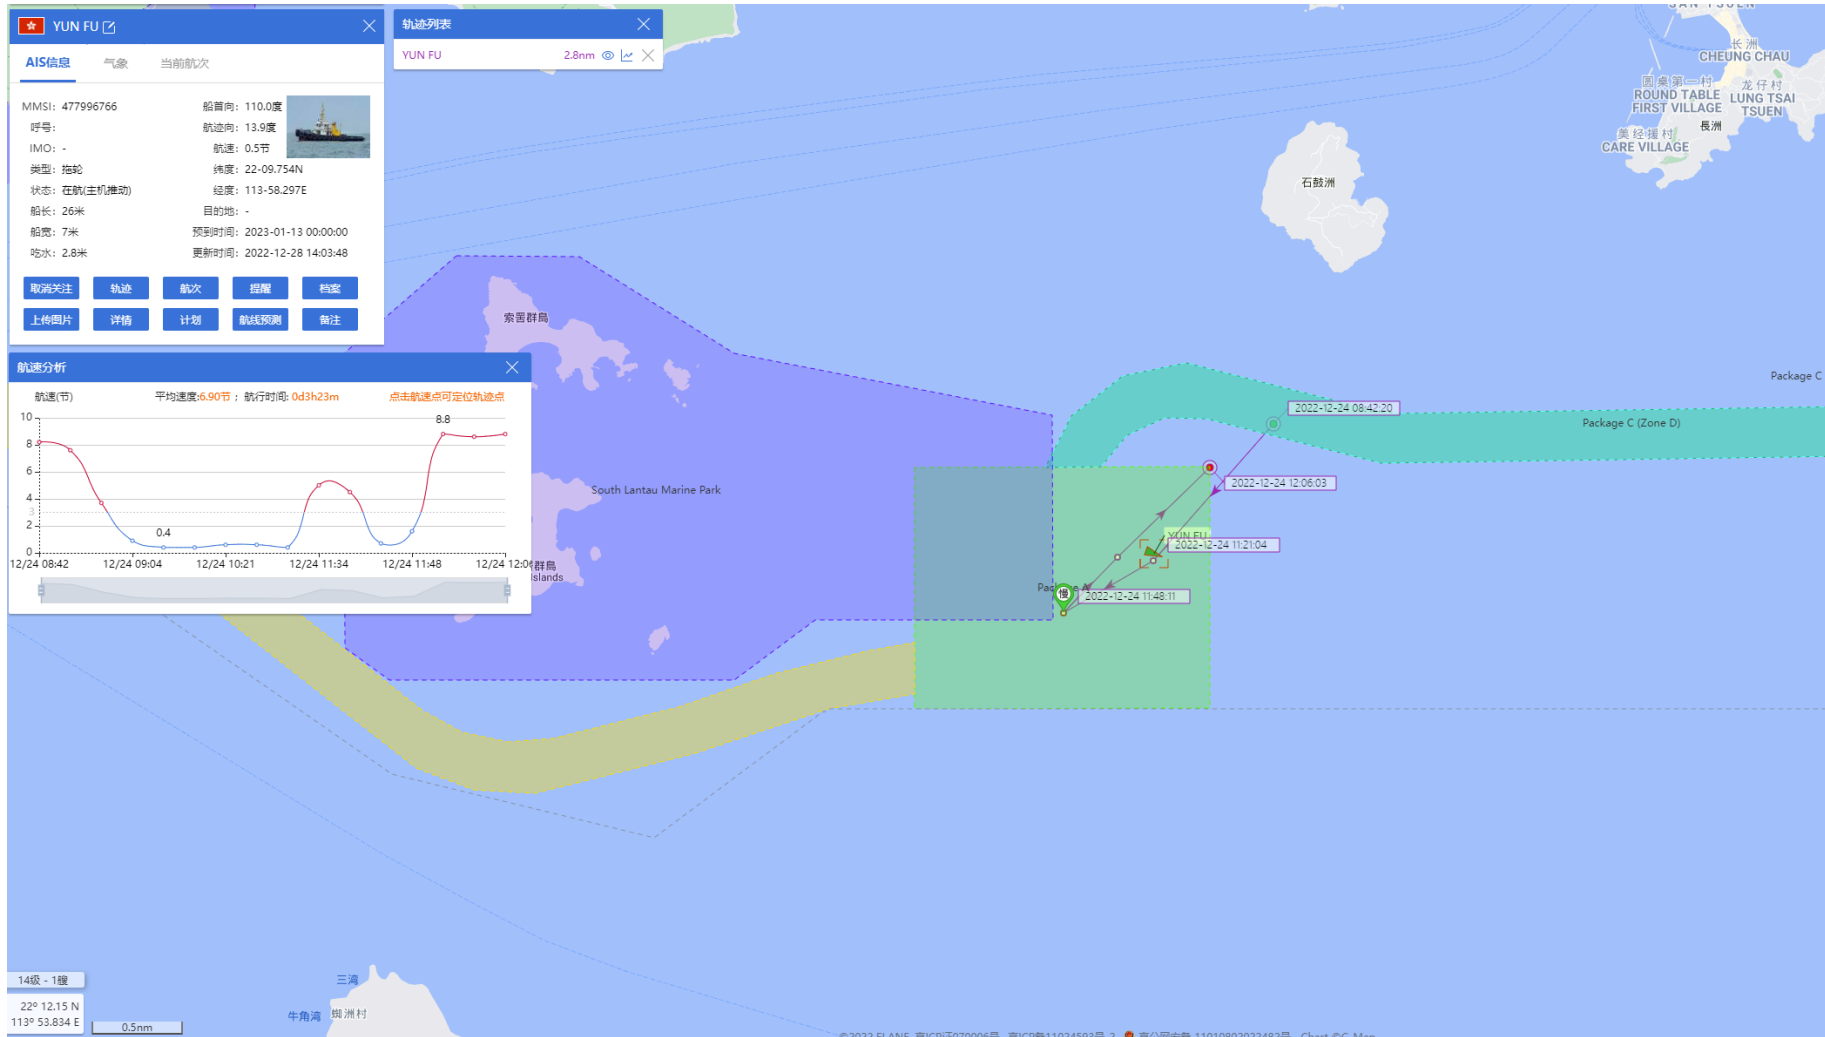 YUN FU
AIS信息
气象
当前航次
MMSI: 477996766
船首向: 110.0度
呼号:
航迹向: 13.9度
IMO: -
航速: 0.5节
类型: 拖轮
纬度: 22-09.754N
状态: 在航(主机推动)
经度: 113-58.297E
船长: 26米
目的地: -
船宽: 7米
预到时间: 2023-01-13 00:00:00
吃水: 2.8米
更新时间: 2022-12-28 14:03:48
取消关注
轨迹
航次
提醒
档案
上传图片
详情
计划
航线预测
备注
轨迹列表
YUN FU
2.8nm
航速分析
航速(节)
平均速度:6.90节 ; 航行时间: 0d3h23m
点击航速点可定位轨迹点
10
8
6
4
3
2
0
8.8
0.4
12/24 08:42
12/24 09:04
12/24 10:21
12/24 11:34
12/24 11:48
12/24 12:0
长洲
CHEUNG CHAU
圆桌第一村
ROUND TABLE
FIRST VILLAGE
龙仔村
LUNG TSAI
TSUEN
長洲
美经援村
CARE VILLAGE
石鼓洲
索罟群島
South Lantau Marine Park
群島
Islands
Package C
Package C (Zone D)
2022-12-24 08:42:20
2022-12-24 12:06:03
YUN FU
2022-12-24 11:21:04
慢
2022-12-24 11:48:11
三湾
牛角湾
蜘洲村
14级 - 1艘
22º 12.15 N
113º 53.834 E
0.5nm